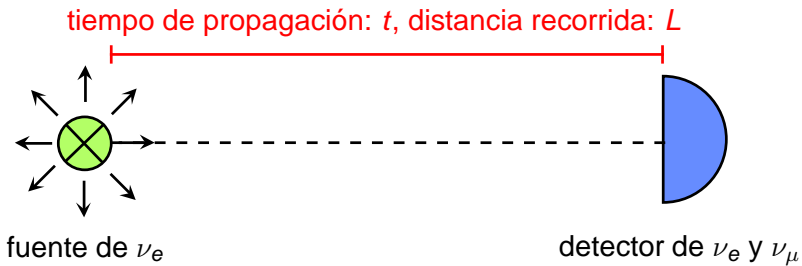 tiempo de propagación: t, distancia recorrida: L
fuente de νe
detector de νe y νμ